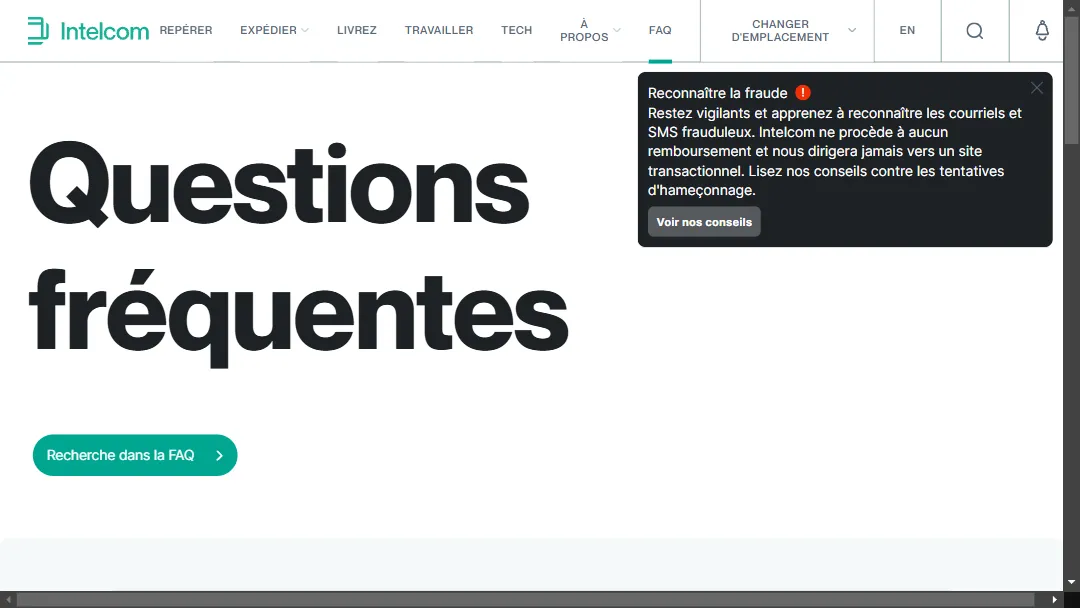 Intelcom
REPÉRER
EXPÉDIER
LIVREZ
TRAVAILLER
TECH
À
PROPOS
FAQ
CHANGER
D'EMPLACEMENT
EN
Reconnaître la fraude
Restez vigilants et apprenez à reconnaître les courriels et
SMS frauduleux. Intelcom ne procède à aucun
remboursement et nous dirigera jamais vers un site
transactionnel. Lisez nos conseils contre les tentatives
d'hameçonnage.
Voir nos conseils
Questions
fréquentes
Recherche dans la FAQ